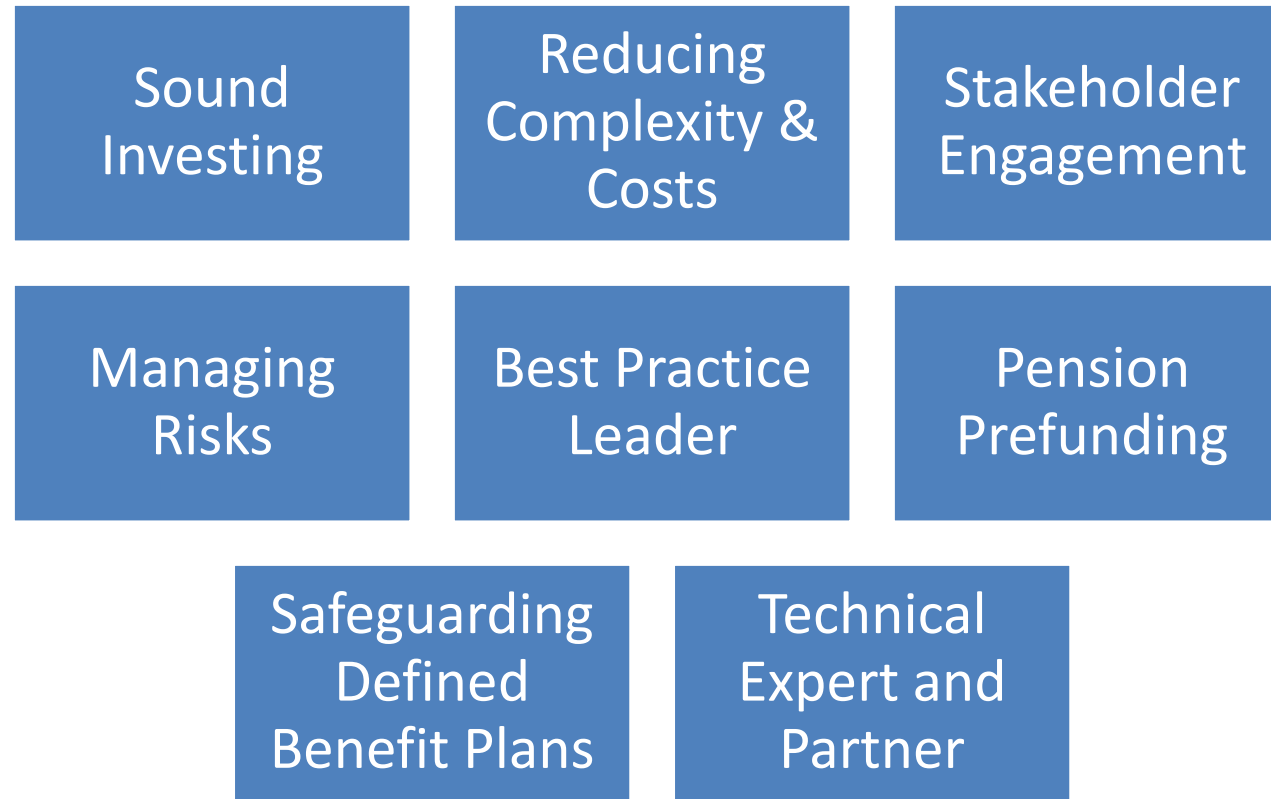 Sound
Investing
Reducing
Complexity &
Costs
Stakeholder
Engagement
Managing
Risks
Best Practice
Leader
Pension
Prefunding
Safeguarding
Defined
Benefit Plans
Technical
Expert and
Partner